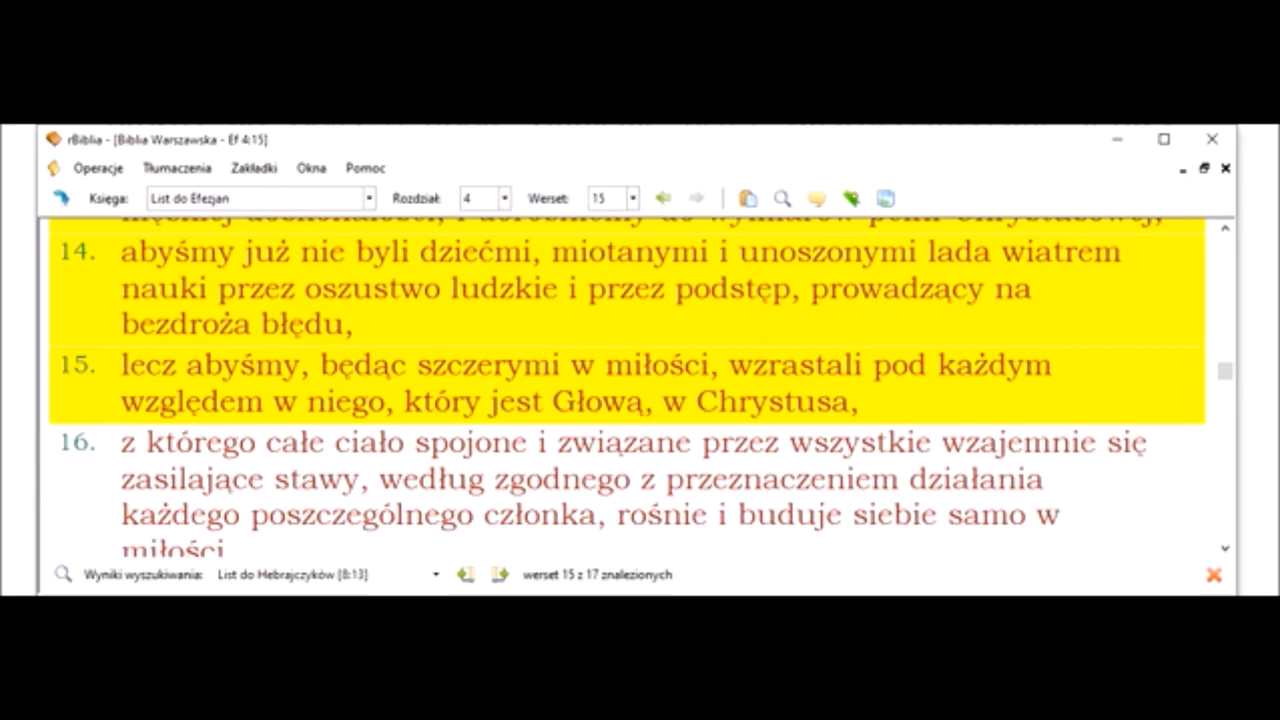 rBiblia - [Biblia Warszawska - Ef 4:15]
Operacje Tłumaczenia Zakładki Okna Pomoc
Księga: List do Efezjan Rozdział: 4 Werset: 15
14. abyśmy już nie byli dziećmi, miotanymi i unoszonymi lada wiatrem
nauki przez oszustwo ludzkie i przez podstęp, prowadzący na
bezdroża błędu,
15. lecz abyśmy, będąc szczerymi w miłości, wzrastali pod każdym
względem w niego, który jest Głową, w Chrystusa,
16. z którego całe ciało spojone i związane przez wszystkie wzajemnie się
zasilające stawy, według zgodnego z przeznaczeniem działania
każdego poszczególnego członka, rośnie i buduje siebie samo w
miłości
Wyniki wyszukiwania: List do Hebrajczyków [8:13] werset 15 z 17 znalezionych